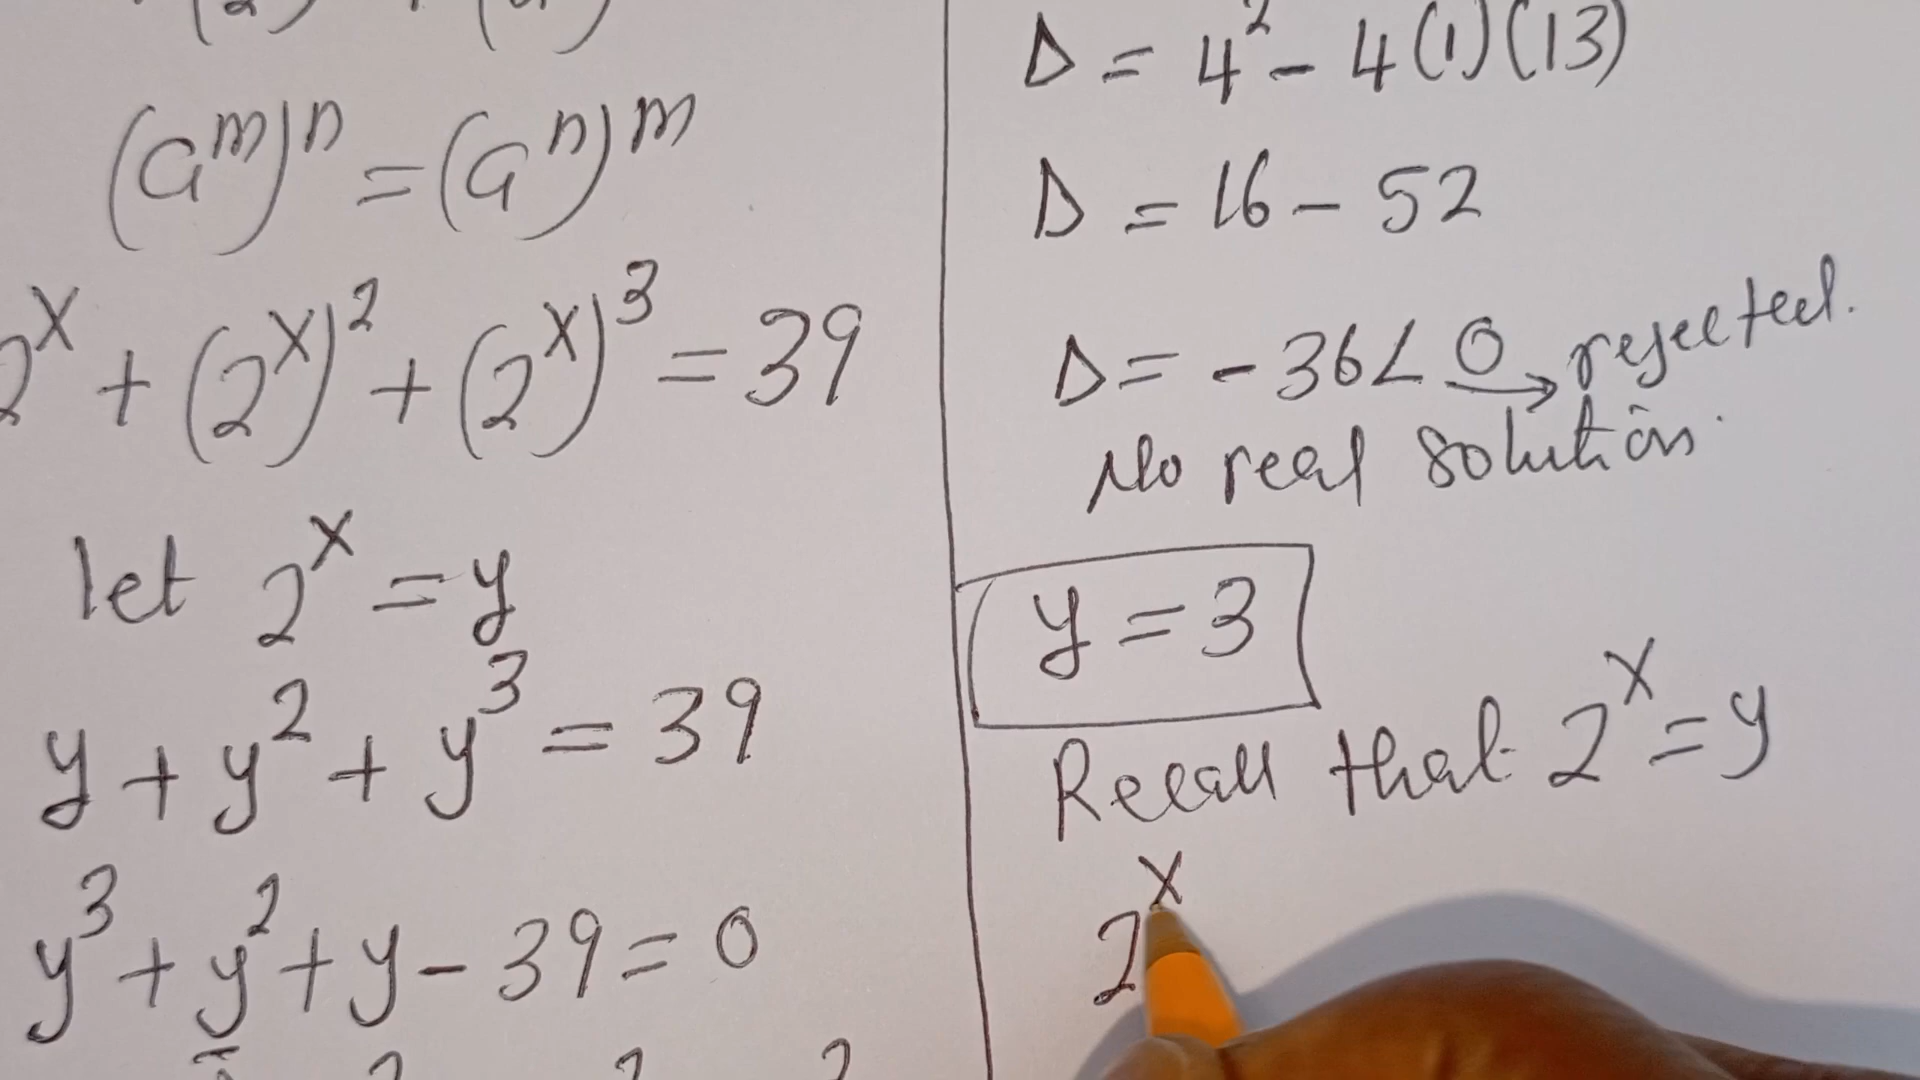 (a^m)^n = (a^n)^m
2^x + (2^x)^2 + (2^x)^3 = 39
let 2^x = y
y + y^2 + y^3 = 39
y^3 + y^2 + y - 39 = 0
D = 4^2 - 4(1)(13)
D = 16 - 52
D = -36 < 0 → rejected.
No real solution.
y = 3
Recall that 2^x = y
2^x